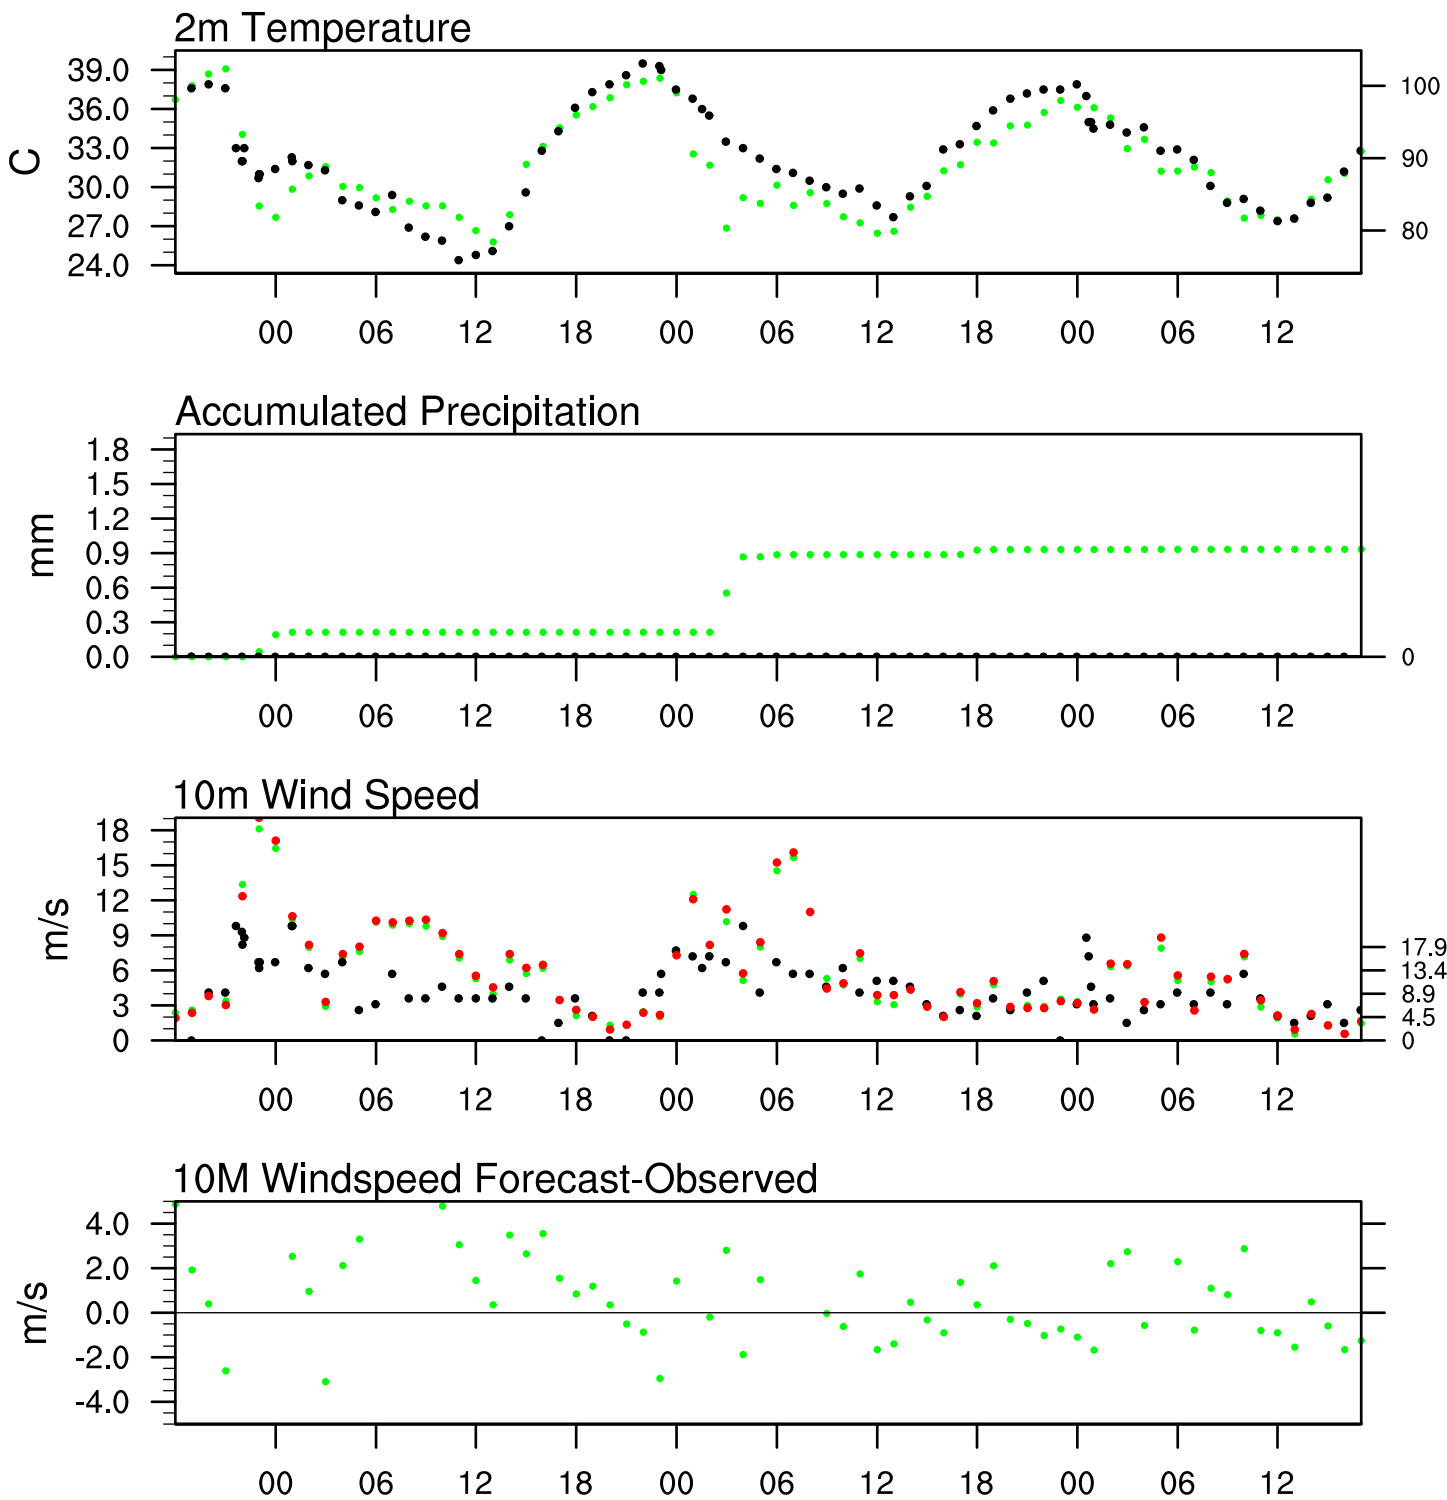 2m Temperature
39.0
36.0
33.0
30.0
27.0
24.0
C
100
90
80
00 06 12 18 00 06 12 18 00 06 12
Accumulated Precipitation
1.8
1.5
1.2
0.9
0.6
0.3
0.0
mm
0
00 06 12 18 00 06 12 18 00 06 12
10m Wind Speed
18
15
12
9
6
3
0
m/s
17.9
13.4
8.9
4.5
0
00 06 12 18 00 06 12 18 00 06 12
10M Windspeed Forecast-Observed
4.0
2.0
0.0
-2.0
-4.0
m/s
00 06 12 18 00 06 12 18 00 06 12